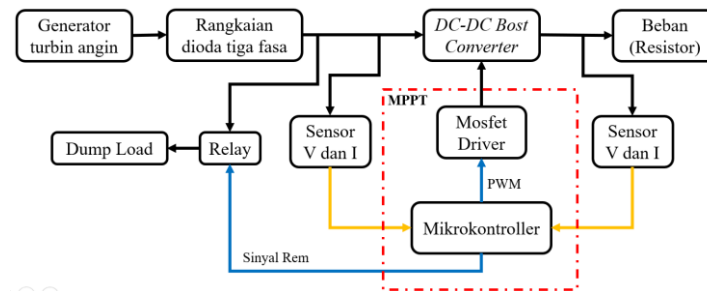 Generator
turbin angin
Rangkaian
dioda tiga fasa
DC-DC Bost
Converter
Beban
(Resistor)
MPPT
Dump Load
Relay
Sensor
V dan I
Mosfet
Driver
Sensor
V dan I
PWM
Mikrokontroller
Sinyal Rem